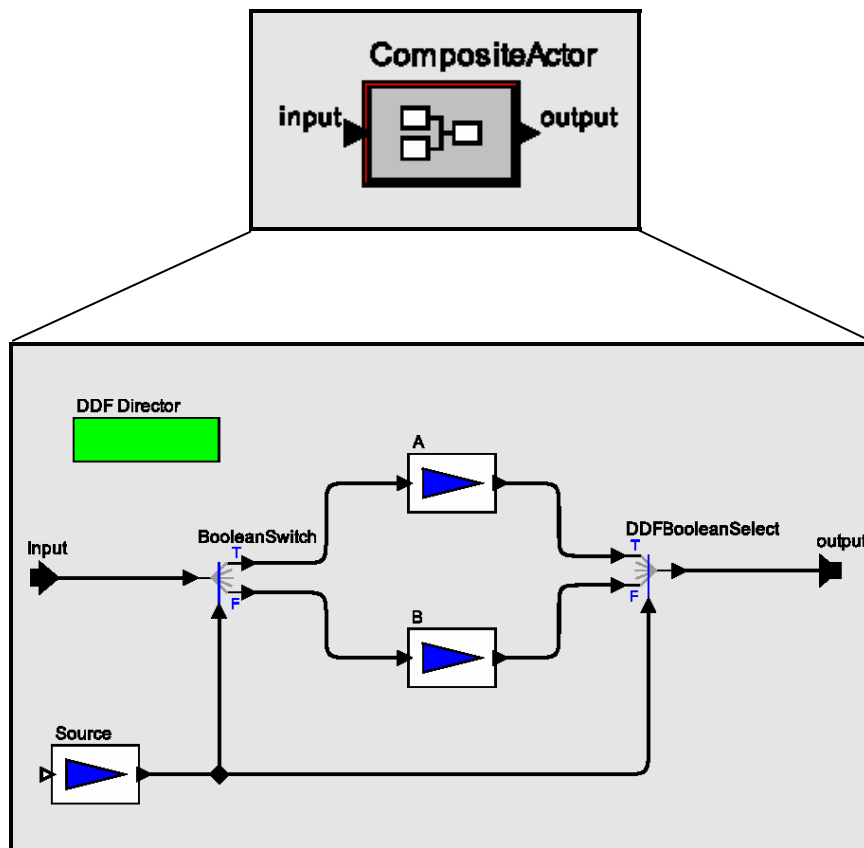 CompositeActor
input
output
DDF Director
A
BooleanSwitch
DDFBooleanSelect
Input
T
T
output
F
F
B
Source